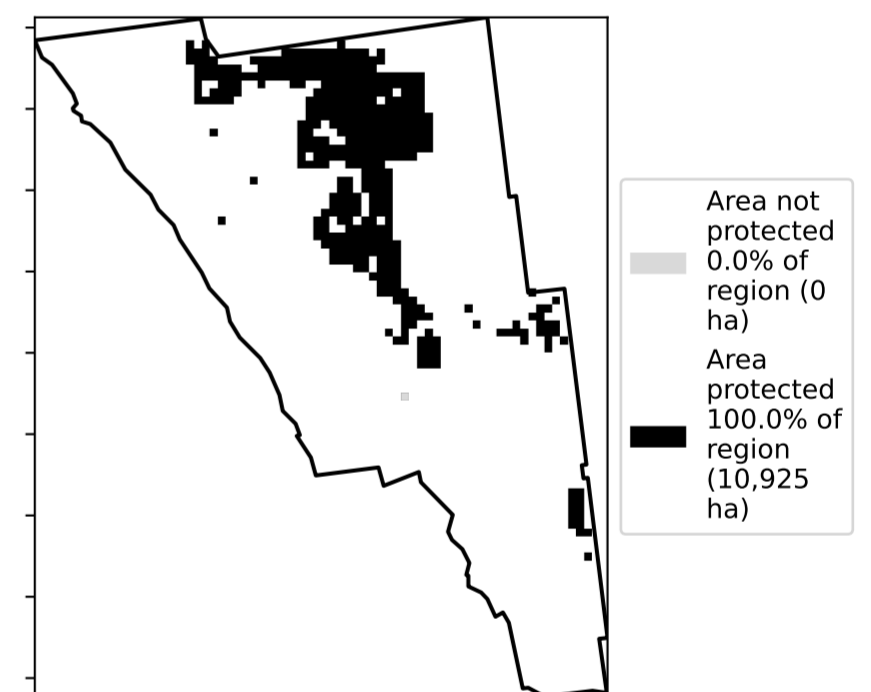 Area not
protected
0.0% of
region (0
ha)
Area
protected
100.0% of
region
(10,925
ha)